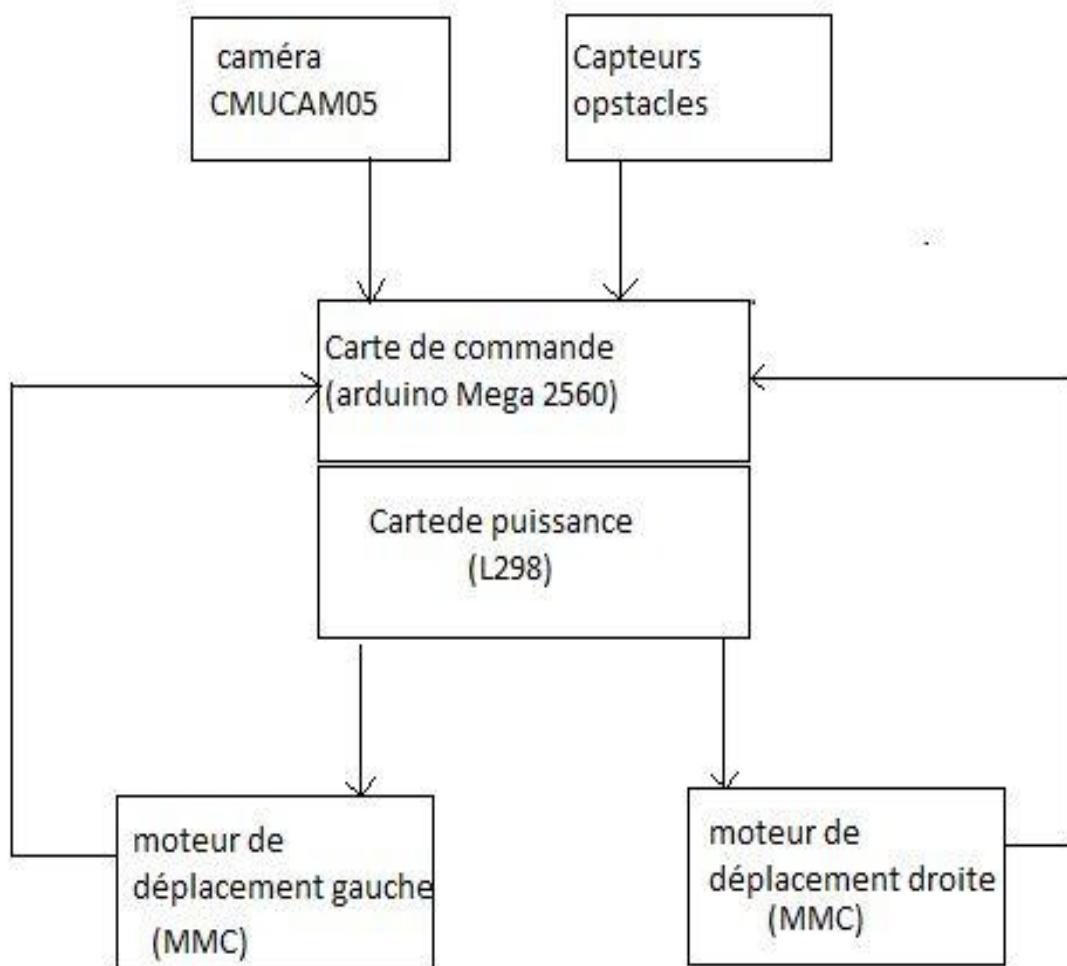 caméra
CMUCAM05
Capteurs
opstacles
Carte de commande
(arduino Mega 2560)
Cartede puissance
(L298)
moteur de
déplacement gauche
(MMC)
moteur de
déplacement droite
(MMC)